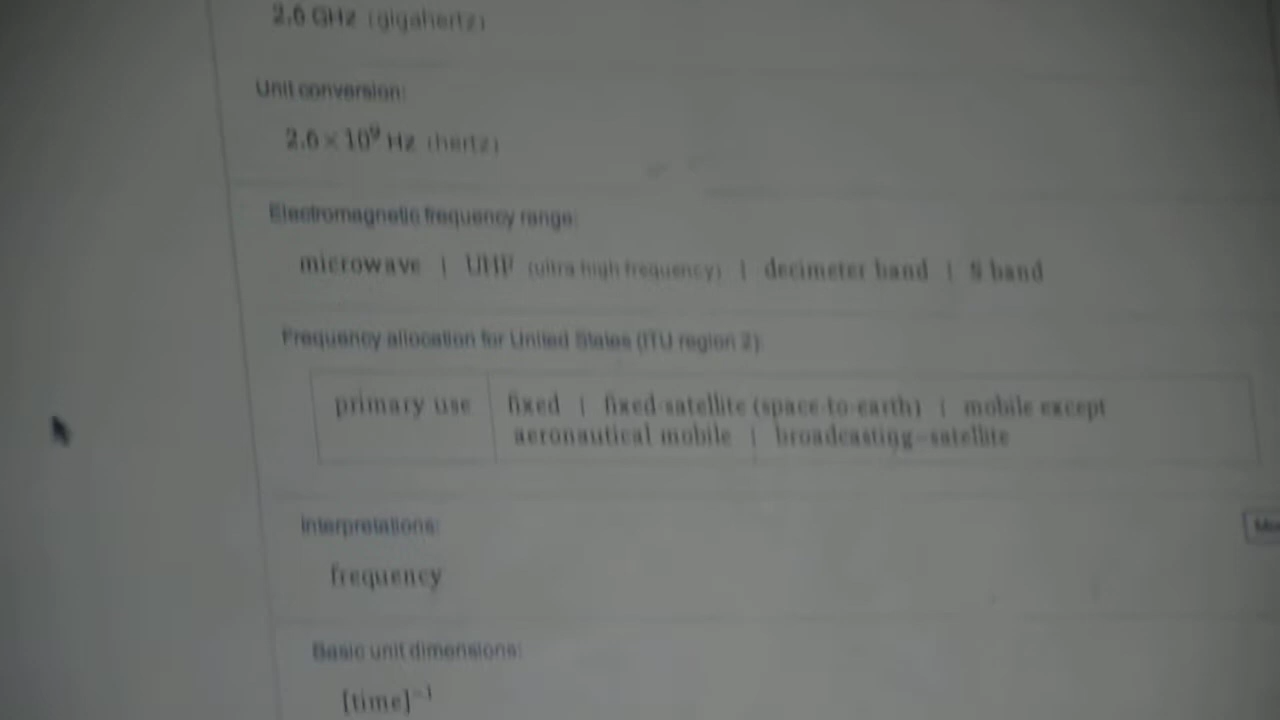 2.6 GHz (gigahertz)
Unit conversion:
2.6×10⁹ Hz (hertz)
Electromagnetic frequency range:
microwave | UHF (ultra high frequency) | decimeter band | S band
Frequency allocation for United States (ITU region 2):
primary use | fixed | fixed-satellite (space-to-earth) | mobile except
aeronautical mobile | broadcasting-satellite
Interpretations:
frequency
Basic unit dimensions:
[time]⁻¹